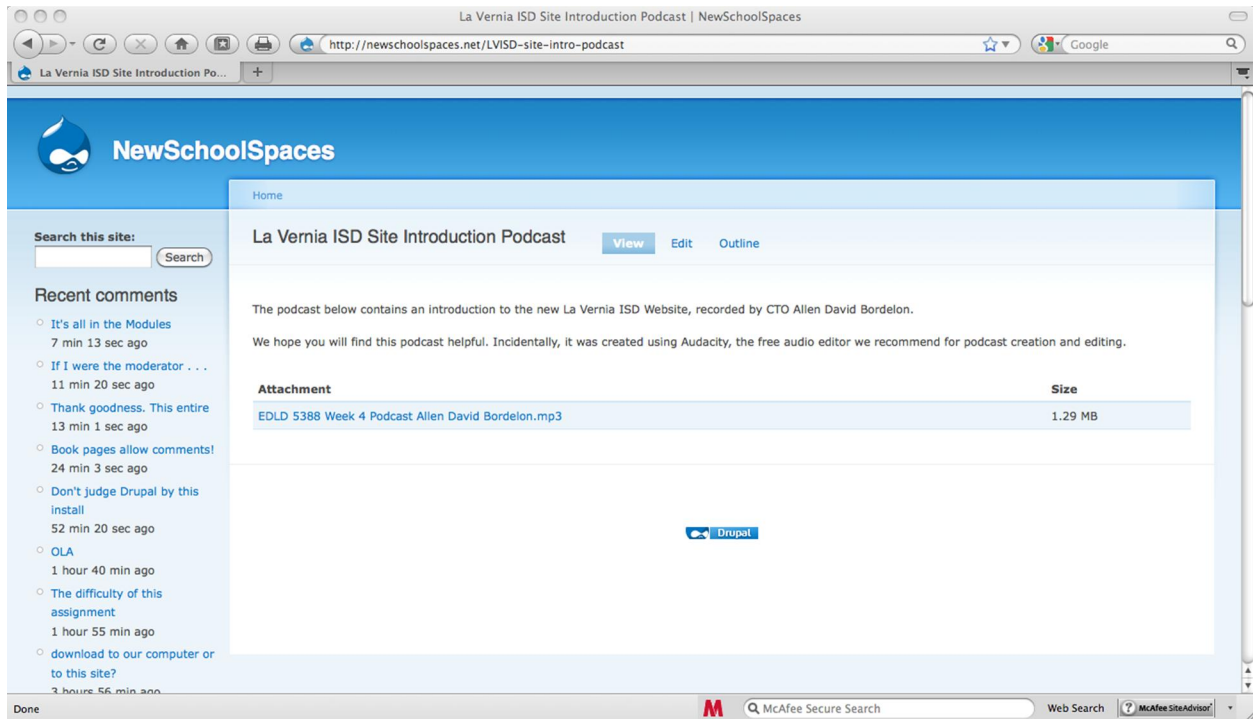 La Vernia ISD Site Introduction Podcast | NewSchoolSpaces
http://newschoolspaces.net/LVISD-site-intro-podcast
Google
La Vernia ISD Site Introduction Po...
NewSchoolSpaces
Home
Search this site:
Search
Recent comments
It's all in the Modules
7 min 13 sec ago
If I were the moderator . . .
11 min 20 sec ago
Thank goodness. This entire
13 min 1 sec ago
Book pages allow comments!
24 min 3 sec ago
Don't judge Drupal by this
install
52 min 20 sec ago
OLA
1 hour 40 min ago
The difficulty of this
assignment
1 hour 55 min ago
download to our computer or
to this site?
3 hours 56 min ago
La Vernia ISD Site Introduction Podcast
View Edit Outline
The podcast below contains an introduction to the new La Vernia ISD Website, recorded by CTO Allen David Bordelon.
We hope you will find this podcast helpful. Incidentally, it was created using Audacity, the free audio editor we recommend for podcast creation and editing.
Attachment Size
EDLD 5388 Week 4 Podcast Allen David Bordelon.mp3 1.29 MB
Drupal
Done
McAfee Secure Search
Web Search
McAfee SiteAdvisor